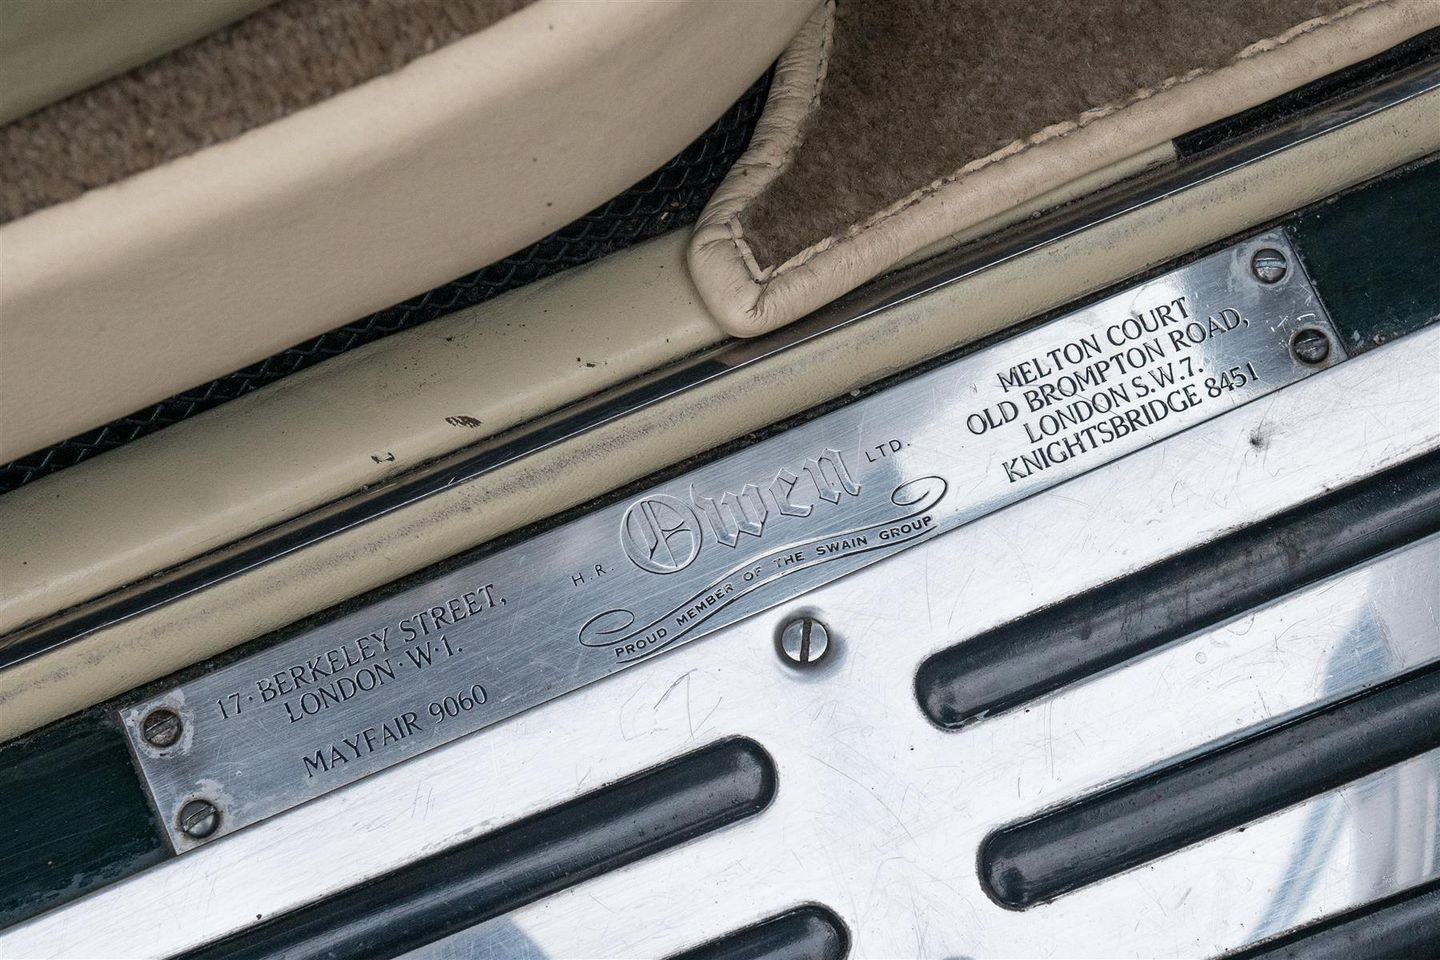 17·BERKELEY STREET,
LONDON·W·1.
MAYFAIR 9060
H.R. Owen LTD.
PROUD MEMBER OF THE SWAIN GROUP
MELTON COURT
OLD BROMPTON ROAD,
LONDON S.W.7.
KNIGHTSBRIDGE 8451